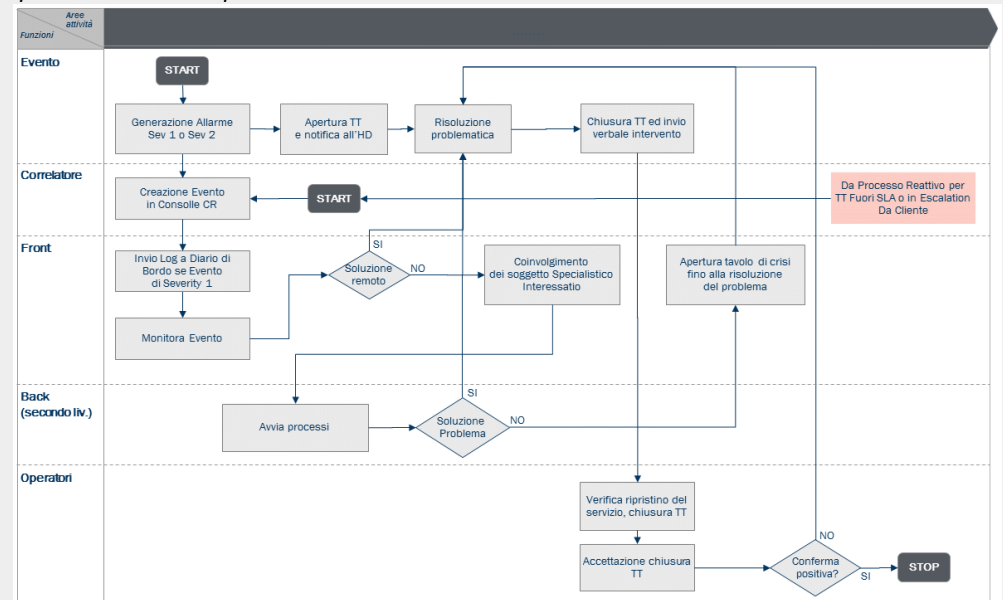 Aree
attività
Funzioni
Evento
START
Generazione Allarme
Sev 1 o Sev 2
Apertura TT
e notifica all'HD
Risoluzione
problematica
Chiusura TT ed invio
verbale intervento
Correlatore
Creazione Evento
in Consolle CR
START
Da Processo Reattivo per
TT Fuori SLA o in Escalation
Da Cliente
Front
Invio Log a Diario di
Bordo se Evento
di Severity 1
SI
Soluzione
remoto
NO
Coinvolgimento
dei soggetto Specialistico
Interessatio
Apertura tavolo di crisi
fino alla risoluzione
del problema
Monitora Evento
Back
(secondo liv.)
Avvia processi
SI
Soluzione
Problema
NO
Operatori
Verifica ripristino del
servizio, chiusura TT
Accettazione chiusura
TT
NO
Conferma
positiva?
SI
STOP